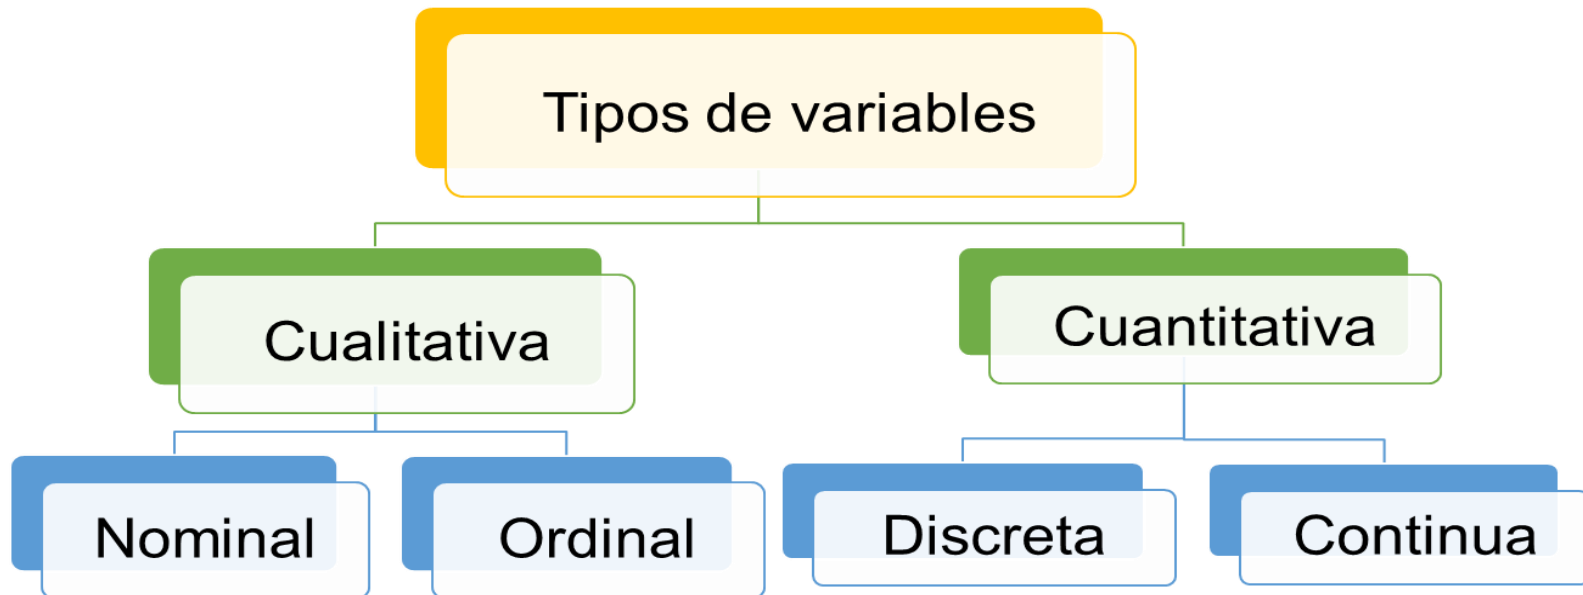 Tipos de variables
Cualitativa
Cuantitativa
Nominal
Ordinal
Discreta
Continua